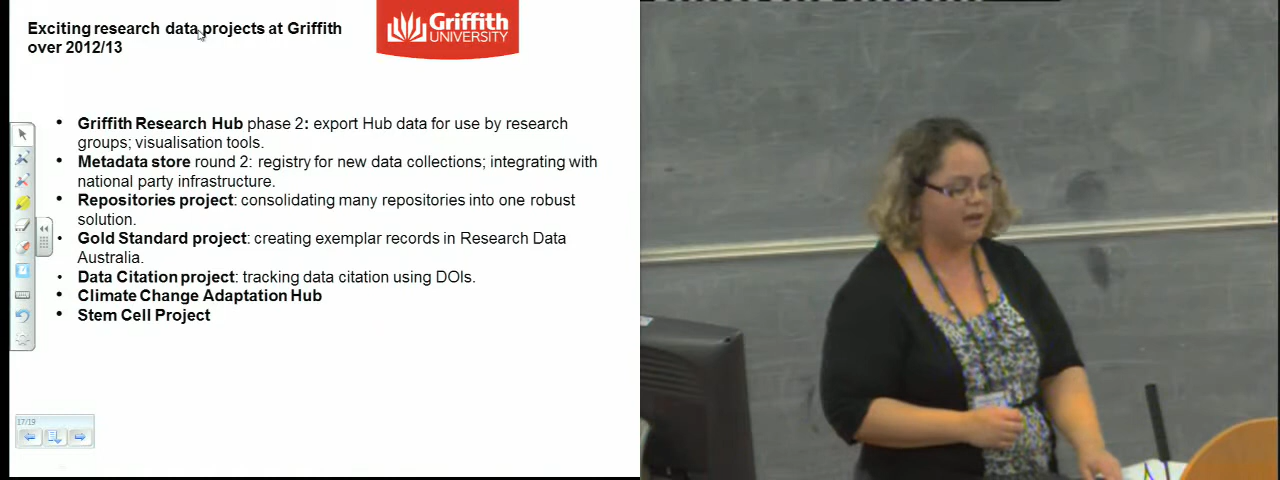 Exciting research data projects at Griffith
over 2012/13
Griffith
UNIVERSITY
• Griffith Research Hub phase 2: export Hub data for use by research
groups; visualisation tools.
• Metadata store round 2: registry for new data collections; integrating with
national party infrastructure.
• Repositories project: consolidating many repositories into one robust
solution.
• Gold Standard project: creating exemplar records in Research Data
Australia.
• Data Citation project: tracking data citation using DOIs.
• Climate Change Adaptation Hub
• Stem Cell Project
17/19